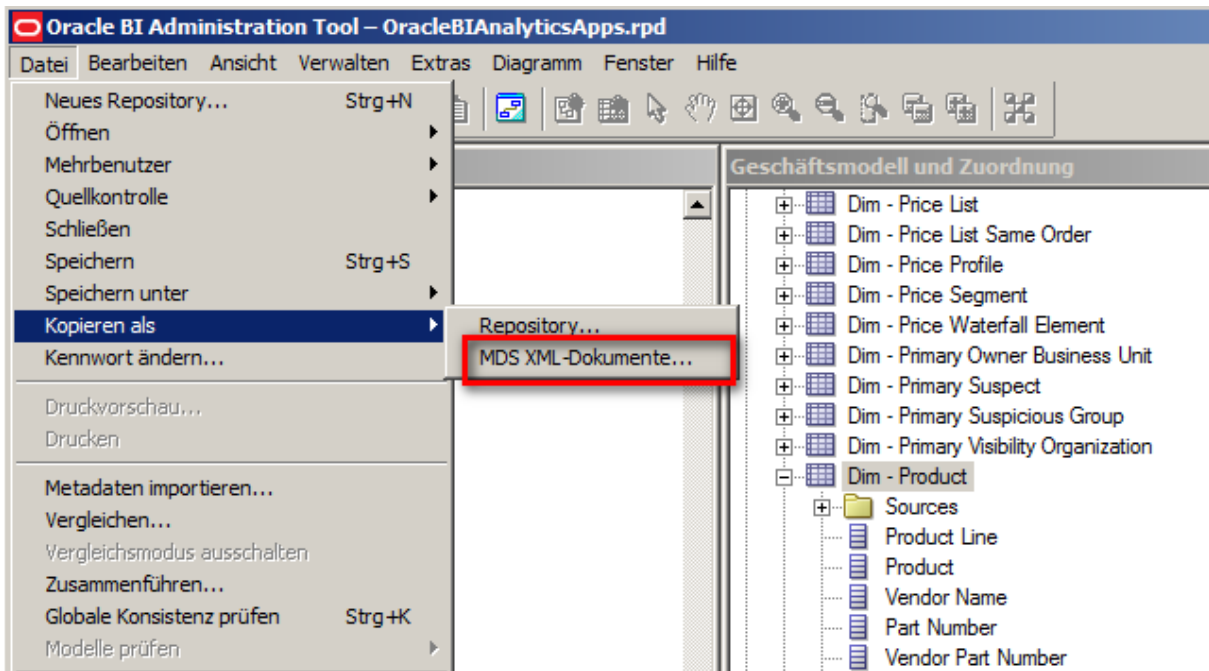 Oracle BI Administration Tool – OracleBIAnalyticsApps.rpd
Datei Bearbeiten Ansicht Verwalten Extras Diagramm Fenster Hilfe
Neues Repository... Strg+N
Öffnen
Mehrbenutzer
Quellkontrolle
Schließen
Speichern Strg+S
Speichern unter
Kopieren als
Kennwort ändern...
Druckvorschau...
Drucken
Metadaten importieren...
Vergleichen...
Vergleichsmodus ausschalten
Zusammenführen...
Globale Konsistenz prüfen Strg+K
Modelle prüfen
Repository...
MDS XML-Dokumente...
Geschäftsmodell und Zuordnung
Dim - Price List
Dim - Price List Same Order
Dim - Price Profile
Dim - Price Segment
Dim - Price Waterfall Element
Dim - Primary Owner Business Unit
Dim - Primary Suspect
Dim - Primary Suspicious Group
Dim - Primary Visibility Organization
Dim - Product
Sources
Product Line
Product
Vendor Name
Part Number
Vendor Part Number